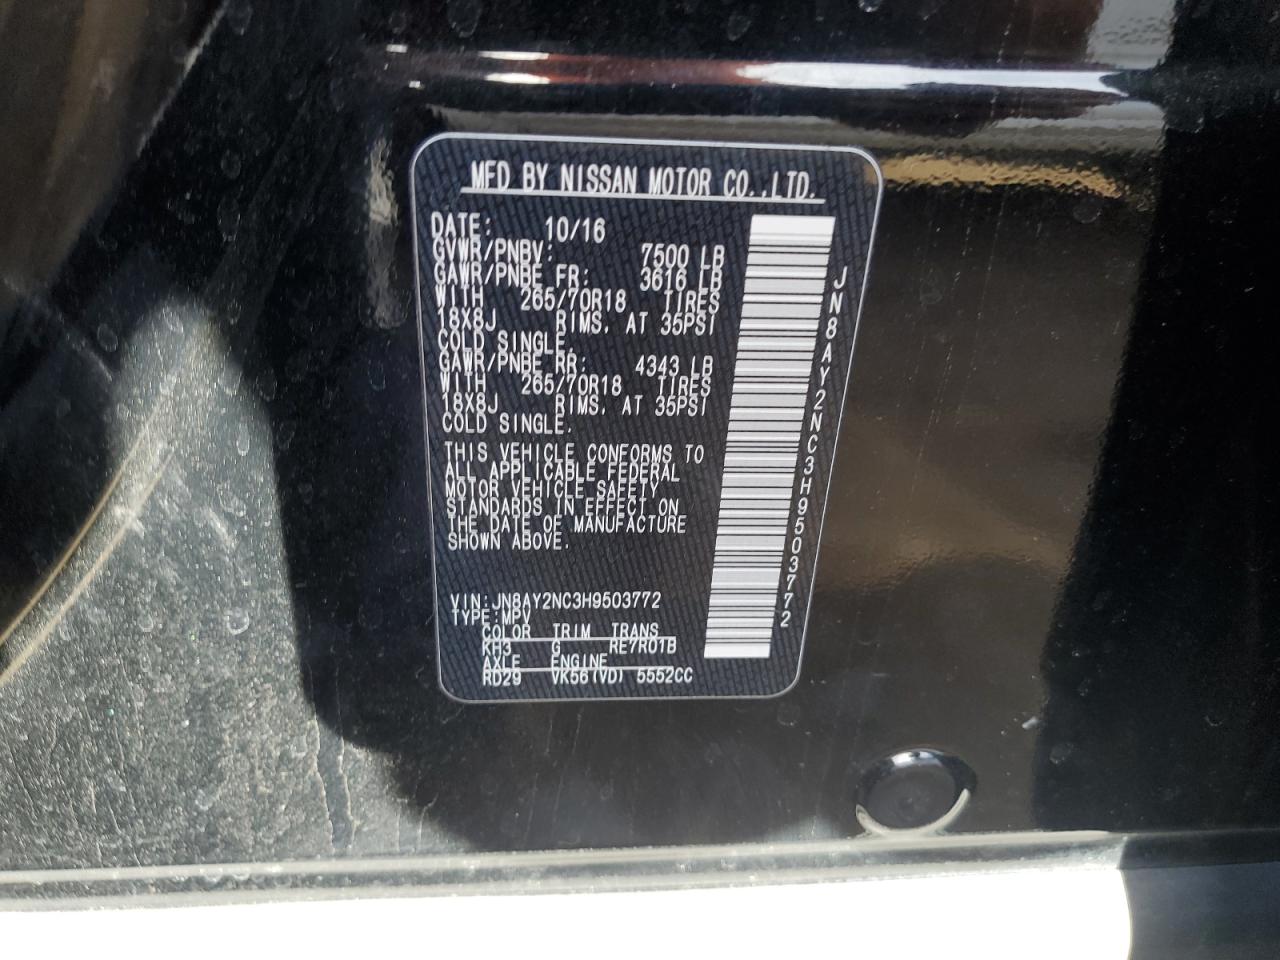 MFD BY NISSAN MOTOR CO.,LTD.
DATE: 10/16
GVWR/PNBV: 7500 LB
GAWR/PNBE FR: 3616 LB
WITH 265/70R18 TIRES
18X8J RIMS. AT 35PSI
COLD SINGLE.
GAWR/PNBE RR: 4343 LB
WITH 265/70R18 TIRES
18X8J RIMS. AT 35PSI
COLD SINGLE.
THIS VEHICLE CONFORMS TO
ALL APPLICABLE FEDERAL
MOTOR VEHICLE SAFETY
STANDARDS IN EFFECT ON
THE DATE OF MANUFACTURE
SHOWN ABOVE.
VIN:JN8AY2NC3H9503772
TYPE:MPV
COLOR TRIM TRANS
KH3 G RE7R01B
AXLE ENGINE
RD29 VK56(VD) 5552CC
JN8AY2NC3H9503772